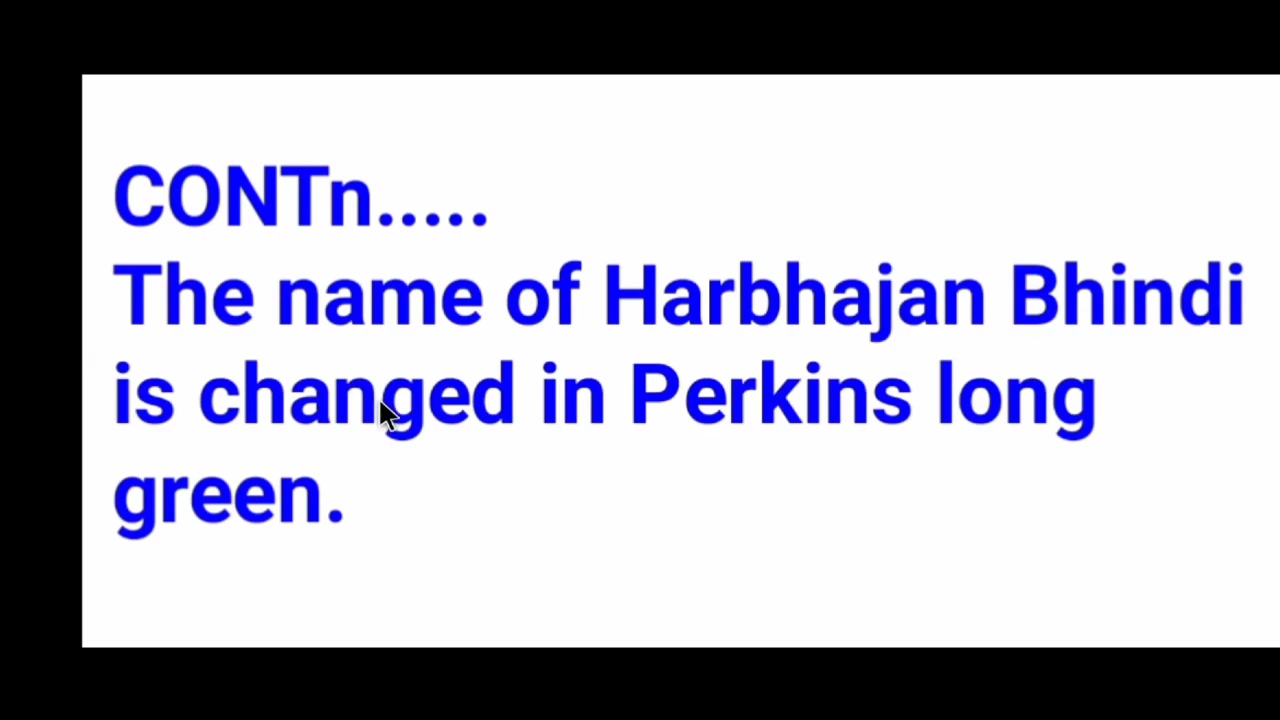 CONTn.....
The name of Harbhajan Bhindi
is changed in Perkins long
green.